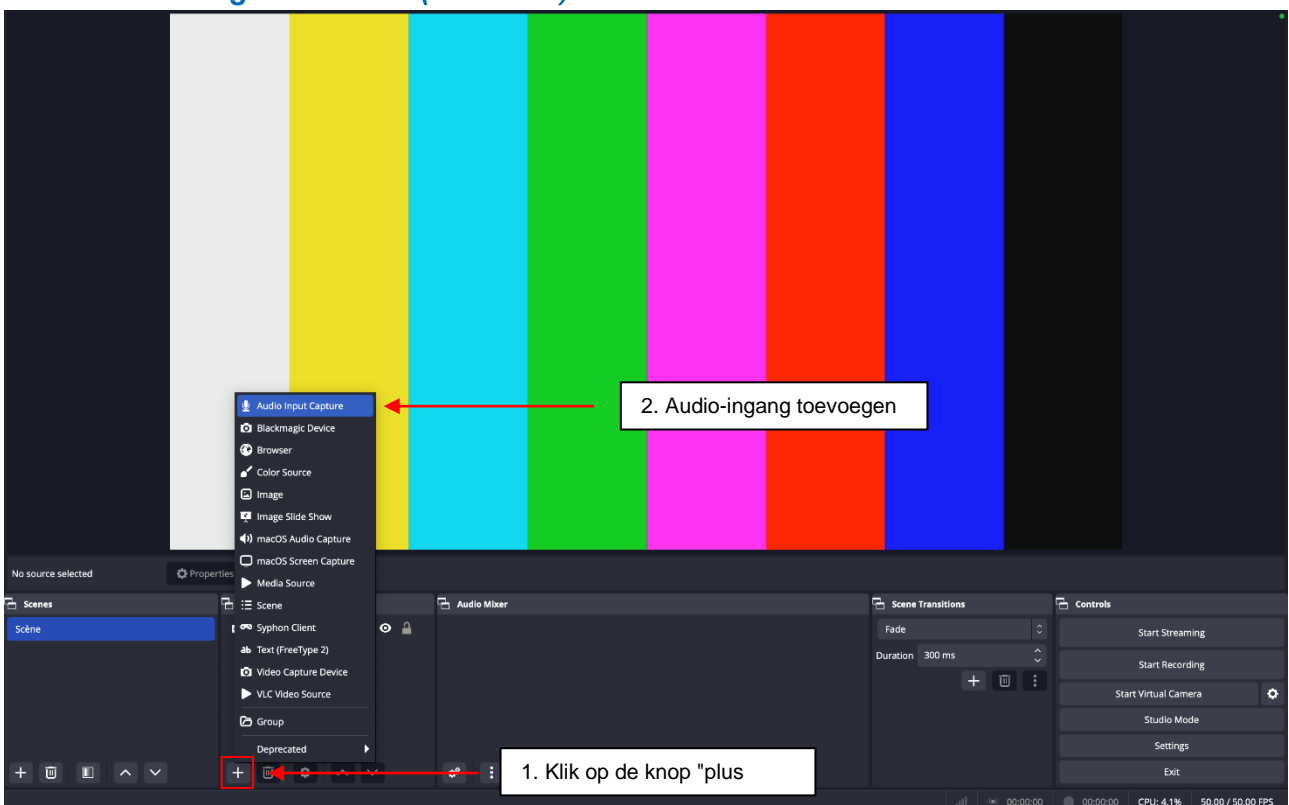 2. Audio-ingang toevoegen
Audio Input Capture
Blackmagic Device
Browser
Color Source
Image
Image Slide Show
macOS Audio Capture
macOS Screen Capture
Media Source
Scene
Syphon Client
Text (FreeType 2)
Video Capture Device
VLC Video Source
Group
Deprecated
No source selected
Properties
Scenes
Scène
Audio Mixer
Scene Transitions
Fade
Duration 300 ms
Controls
Start Streaming
Start Recording
Start Virtual Camera
Studio Mode
Settings
Exit
1. Klik op de knop "plus
00:00:00 00:00:00 CPU: 4.1% 50.00 / 50.00 FPS